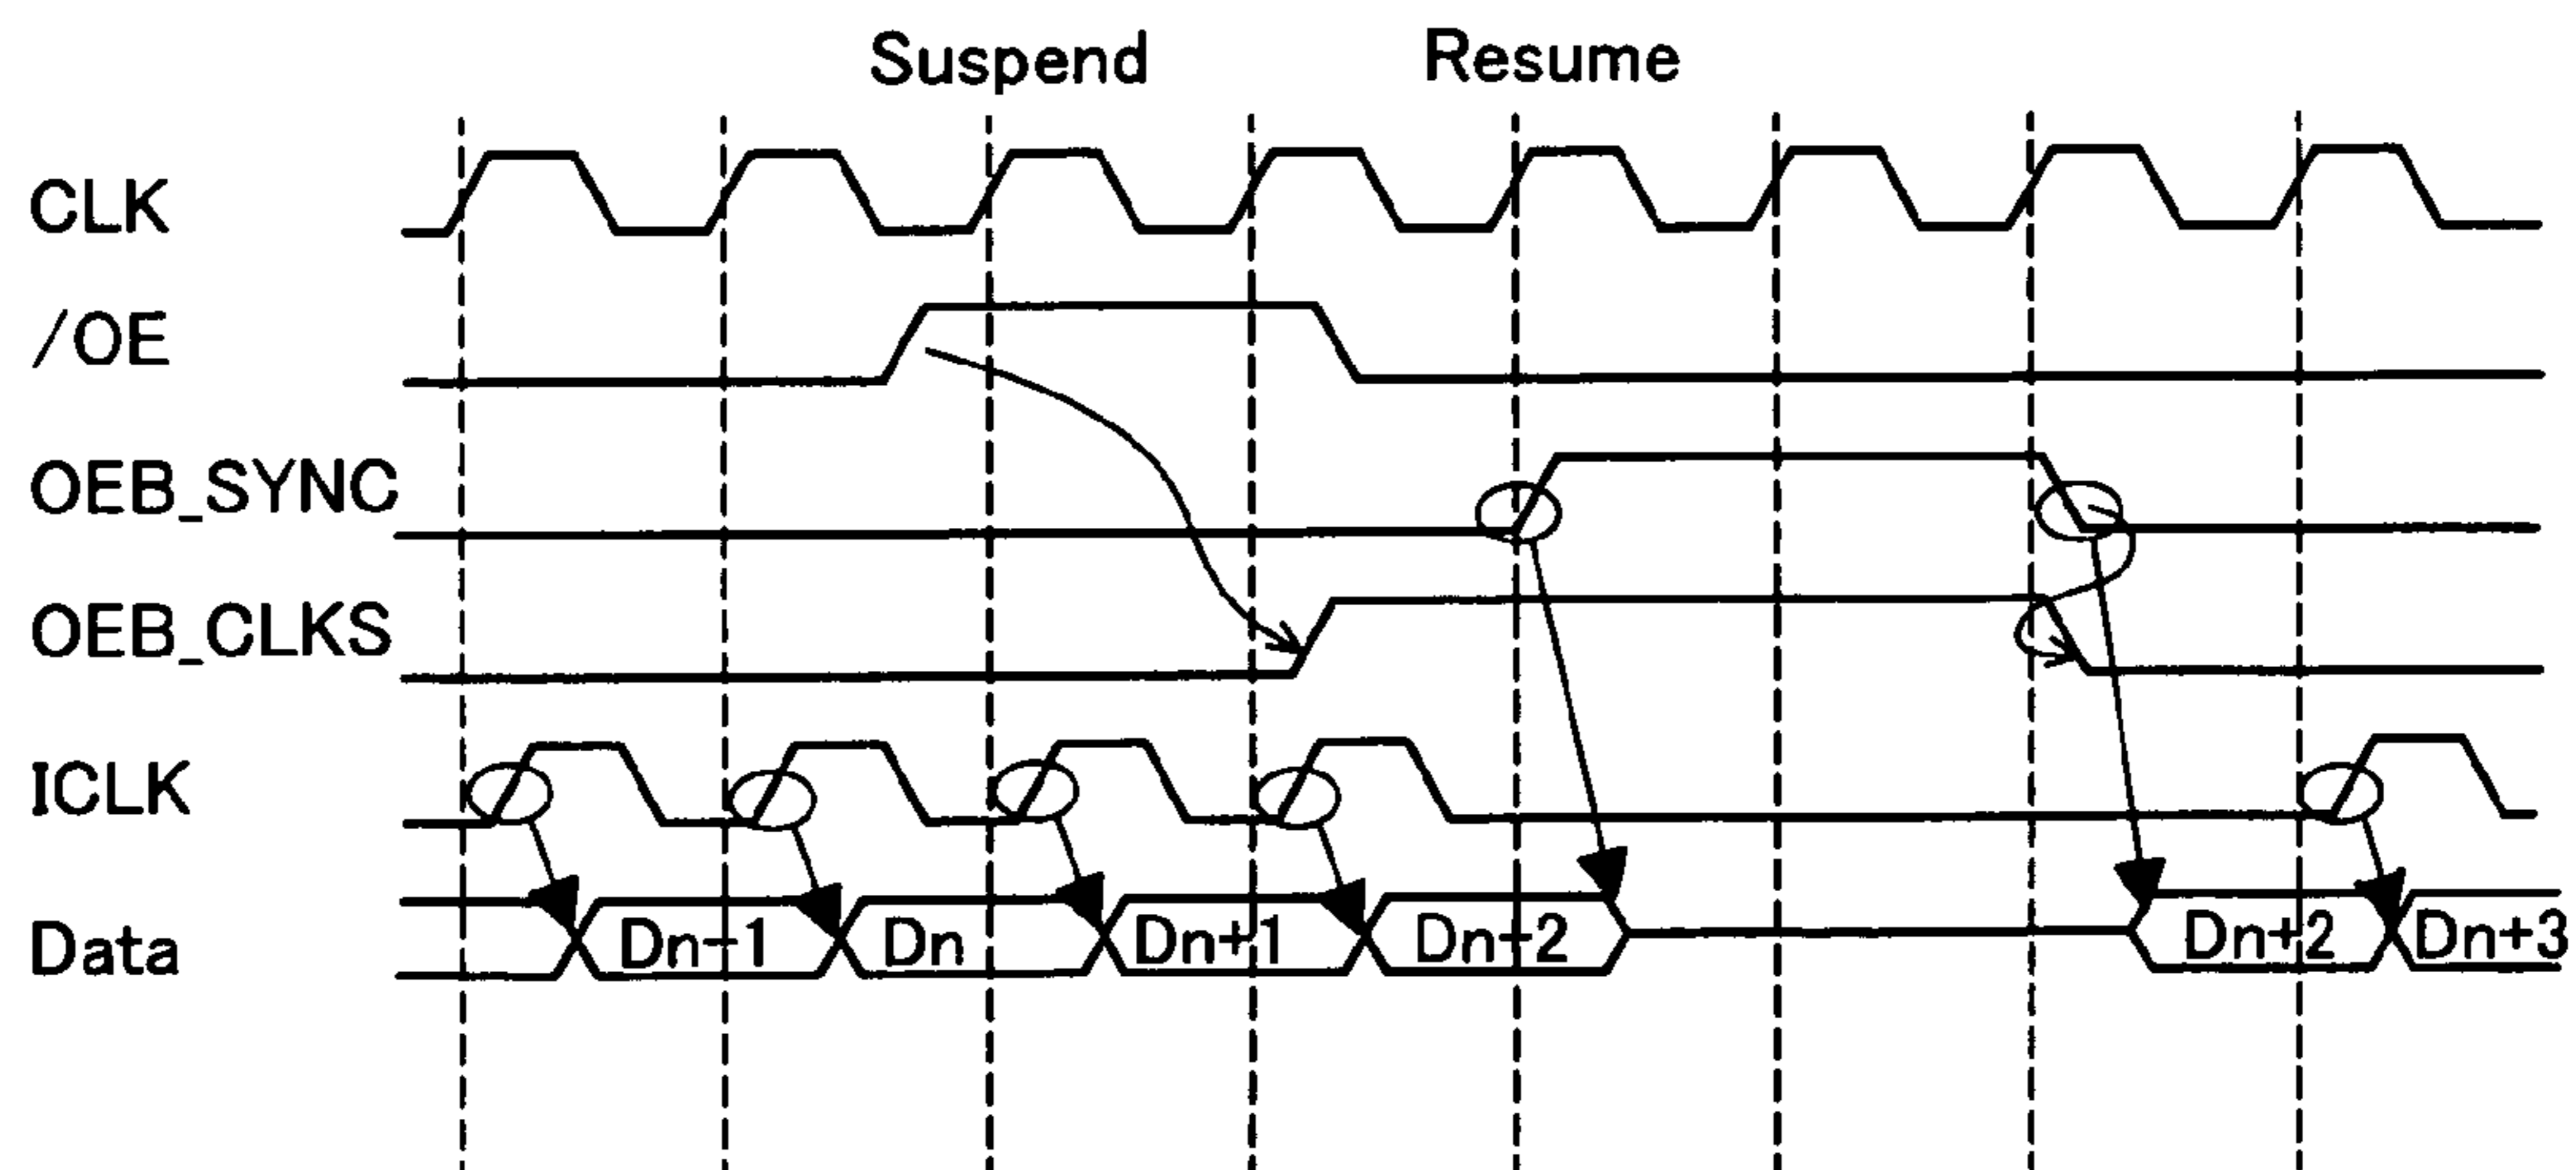 Suspend Resume
CLK
/OE
OEB_SYNC
OEB_CLKS
ICLK
Data Dn-1 Dn Dn+1 Dn+2 Dn+2 Dn+3